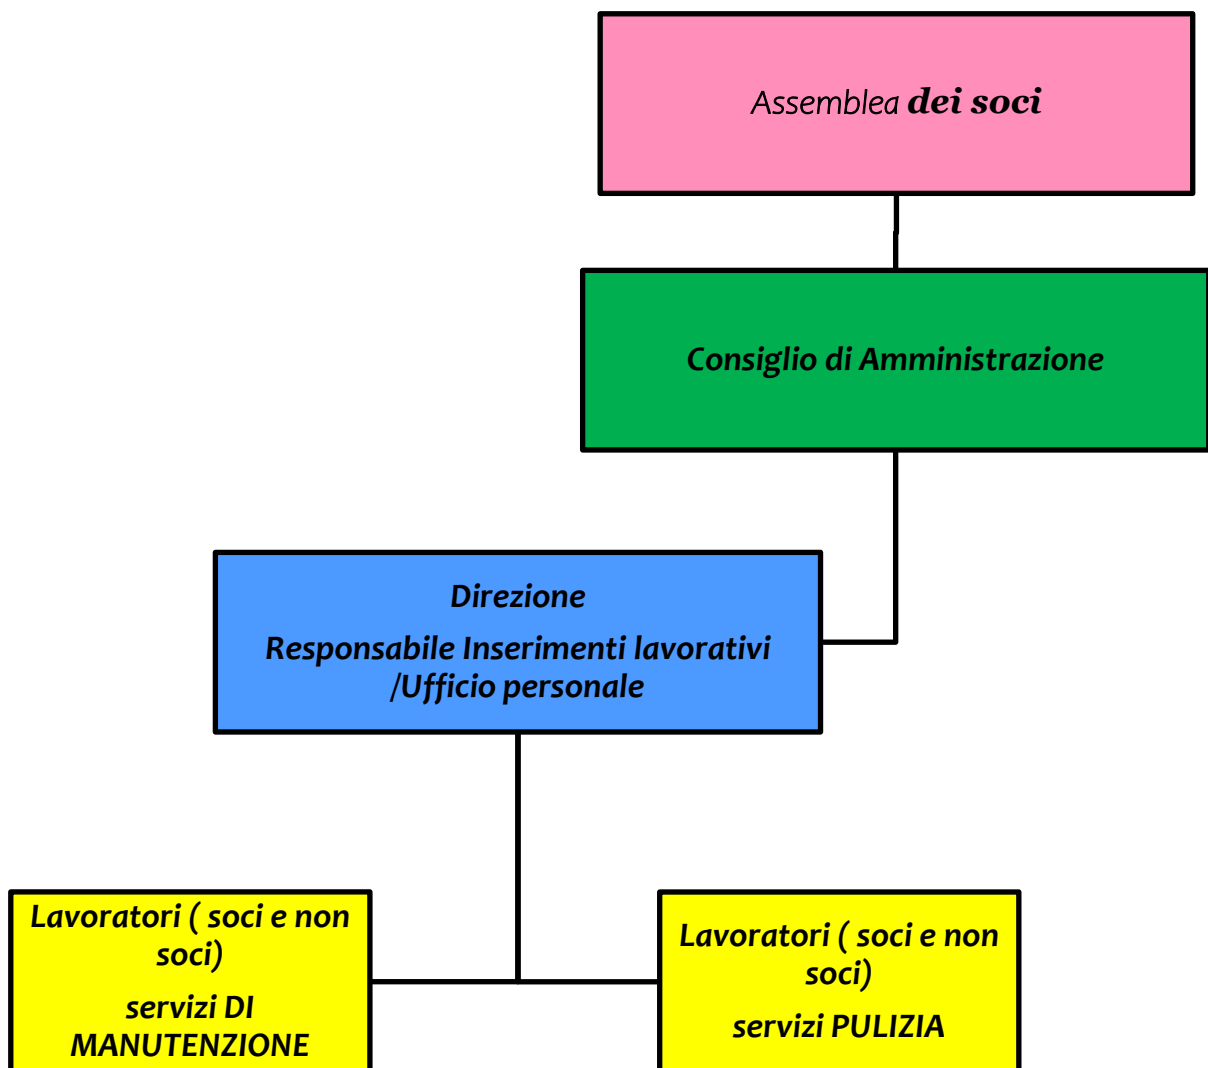 Assemblea dei soci
Consiglio di Amministrazione
Direzione
Responsabile Inserimenti lavorativi
/Ufficio personale
Lavoratori ( soci e non
soci)
servizi DI
MANUTENZIONE
Lavoratori ( soci e non
soci)
servizi PULIZIA